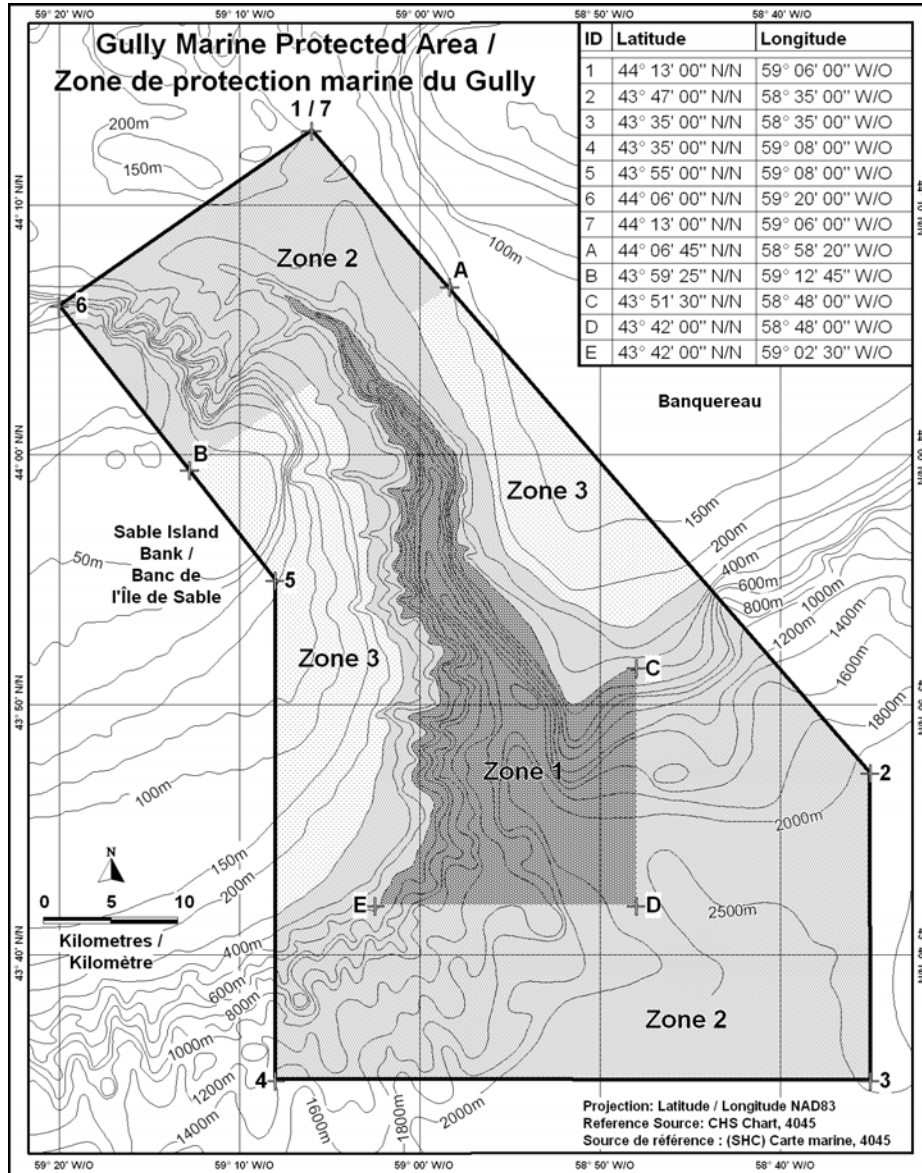 59° 20' W/O
59° 10' W/O
59° 00' W/O
58° 50' W/O
58° 40' W/O
Gully Marine Protected Area /
Zone de protection marine du Gully
ID Latitude Longitude
1 44° 13' 00" N/N 59° 06' 00" W/O
2 43° 47' 00" N/N 58° 35' 00" W/O
3 43° 35' 00" N/N 58° 35' 00" W/O
4 43° 35' 00" N/N 59° 08' 00" W/O
5 43° 55' 00" N/N 59° 08' 00" W/O
6 44° 06' 00" N/N 59° 20' 00" W/O
7 44° 13' 00" N/N 59° 06' 00" W/O
A 44° 06' 45" N/N 58° 58' 20" W/O
B 43° 59' 25" N/N 59° 12' 45" W/O
C 43° 51' 30" N/N 58° 48' 00" W/O
D 43° 42' 00" N/N 58° 48' 00" W/O
E 43° 42' 00" N/N 59° 02' 30" W/O
1 / 7
200m
150m
44° 10' N/N
100m
Zone 2
A
6
Banquereau
B
44° 00' N/N
44° 00' N/N
Zone 3
150m
200m
400m
600m
800m
1000m
1200m
1400m
1600m
1800m
Sable Island
Bank /
Banc de
l'Île de Sable
50m
5
Zone 3
C
43° 50' N/N
Zone 1
2
2000m
100m
150m
200m
N
0 5 10
Kilometres /
Kilomètre
E
D
2500m
43° 40' N/N
400m
600m
800m
1000m
1200m
1400m
1600m
1800m
2000m
Zone 2
4
3
Projection: Latitude / Longitude NAD83
Reference Source: CHS Chart, 4045
Source de référence : (SHC) Carte marine, 4045
59° 20' W/O
59° 10' W/O
59° 00' W/O
58° 50' W/O
58° 40' W/O